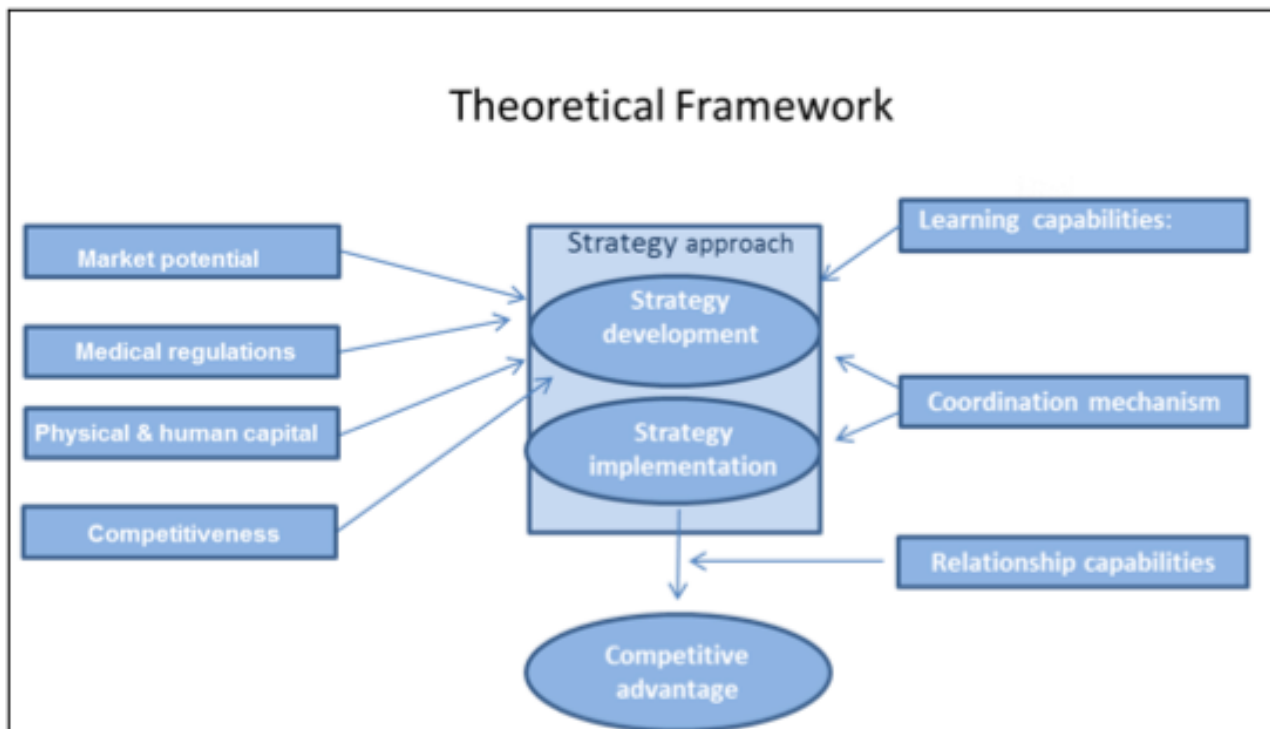 Theoretical Framework
Market potential
Medical regulations
Physical & human capital
Competitiveness
Strategy approach
Strategy
development
Strategy
implementation
Competitive
advantage
Learning capabilities:
Coordination mechanism
Relationship capabilities